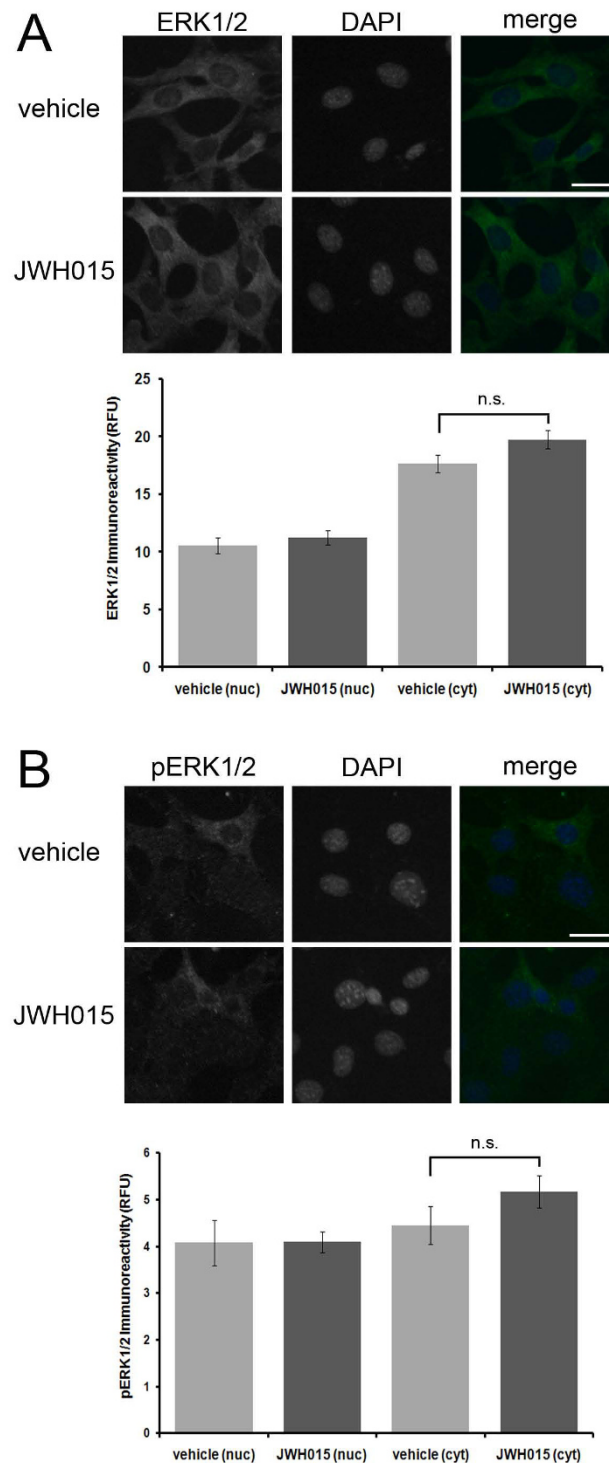 A
ERK1/2 DAPI merge
vehicle
JWH015
25
20
15
10
5
0
ERK1/2 Immunoreactivity (RFU)
n.s.
vehicle (nuc) JWH015 (nuc) vehicle (cyt) JWH015 (cyt)
B
pERK1/2 DAPI merge
vehicle
JWH015
6
5
4
3
2
1
0
pERK1/2 Immunoreactivity (RFU)
n.s.
vehicle (nuc) JWH015 (nuc) vehicle (cyt) JWH015 (cyt)